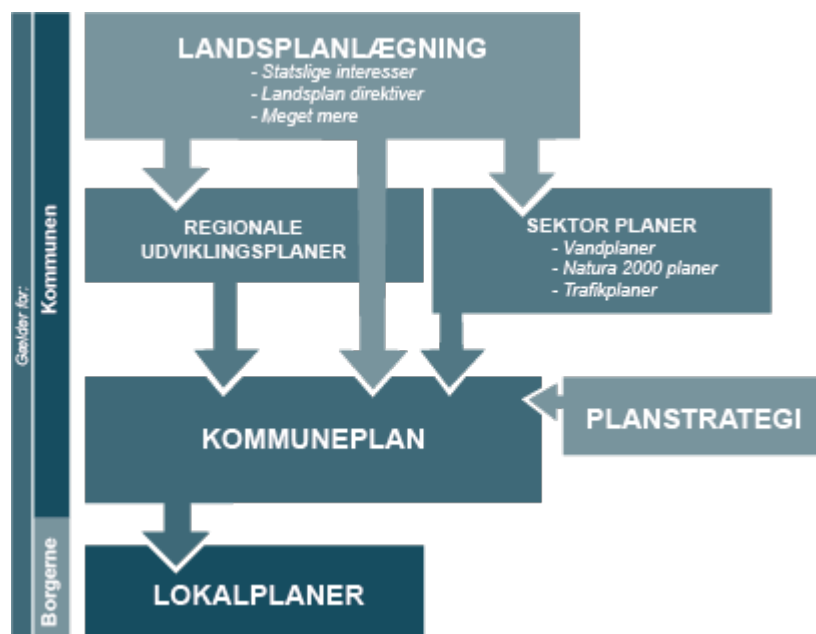 LANDSPLANLÆGNING
- Statslige interesser
- Landsplan direktiver
- Meget mere
REGIONALE
UDVIKLINGSPLANER
SEKTOR PLANER
- Vandplaner
- Natura 2000 planer
- Trafikplaner
KOMMUNEPLAN
PLANSTRATEGI
LOKALPLANER
Gælder for:
Kommunen
Borgerne